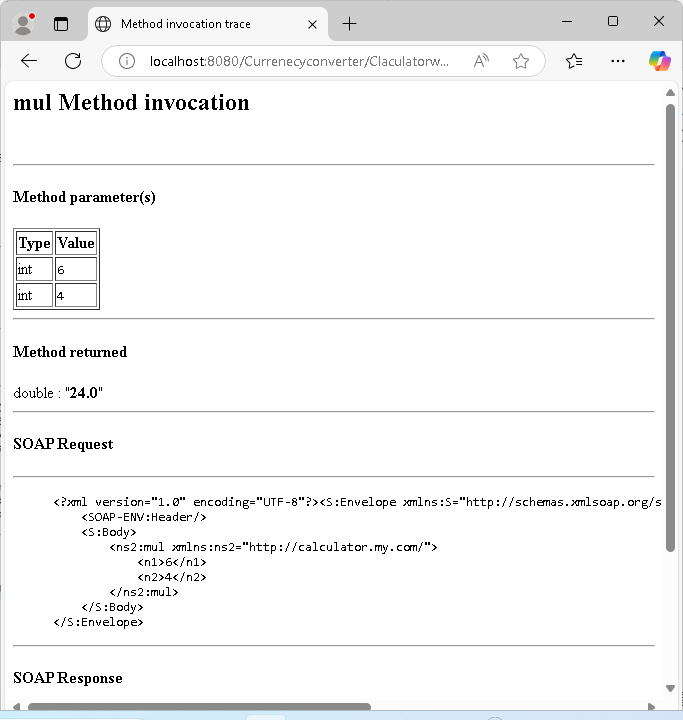 Method invocation trace
localhost:8080/Currenecyconverter/Claculatorw...
mul Method invocation
Method parameter(s)
Type Value
int 6
int 4
Method returned
double : "24.0"
SOAP Request
<?xml version="1.0" encoding="UTF-8"?><S:Envelope xmlns:S="http://schemas.xmlsoap.org/s
<SOAP-ENV:Header/>
<S:Body>
<ns2:mul xmlns:ns2="http://calculator.my.com/">
<n1>6</n1>
<n2>4</n2>
</ns2:mul>
</S:Body>
</S:Envelope>
SOAP Response